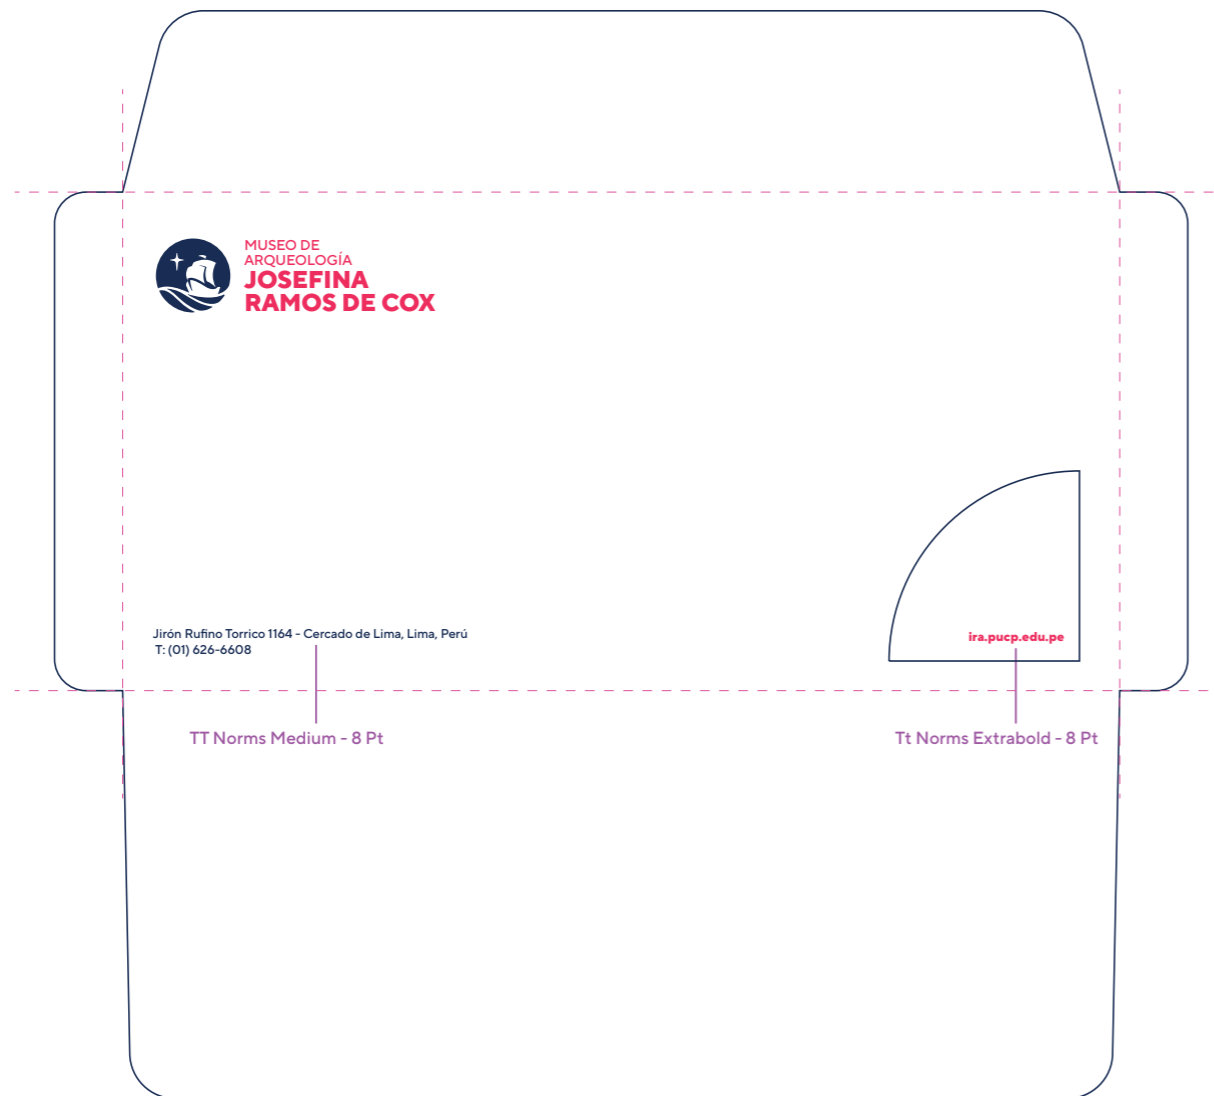 MUSEO DE
ARQUEOLOGÍA
JOSEFINA
RAMOS DE COX
Jirón Rufino Torrico 1164 - Cercado de Lima, Lima, Perú
T: (01) 626-6608
ira.pucp.edu.pe
TT Norms Medium - 8 Pt
Tt Norms Extrabold - 8 Pt